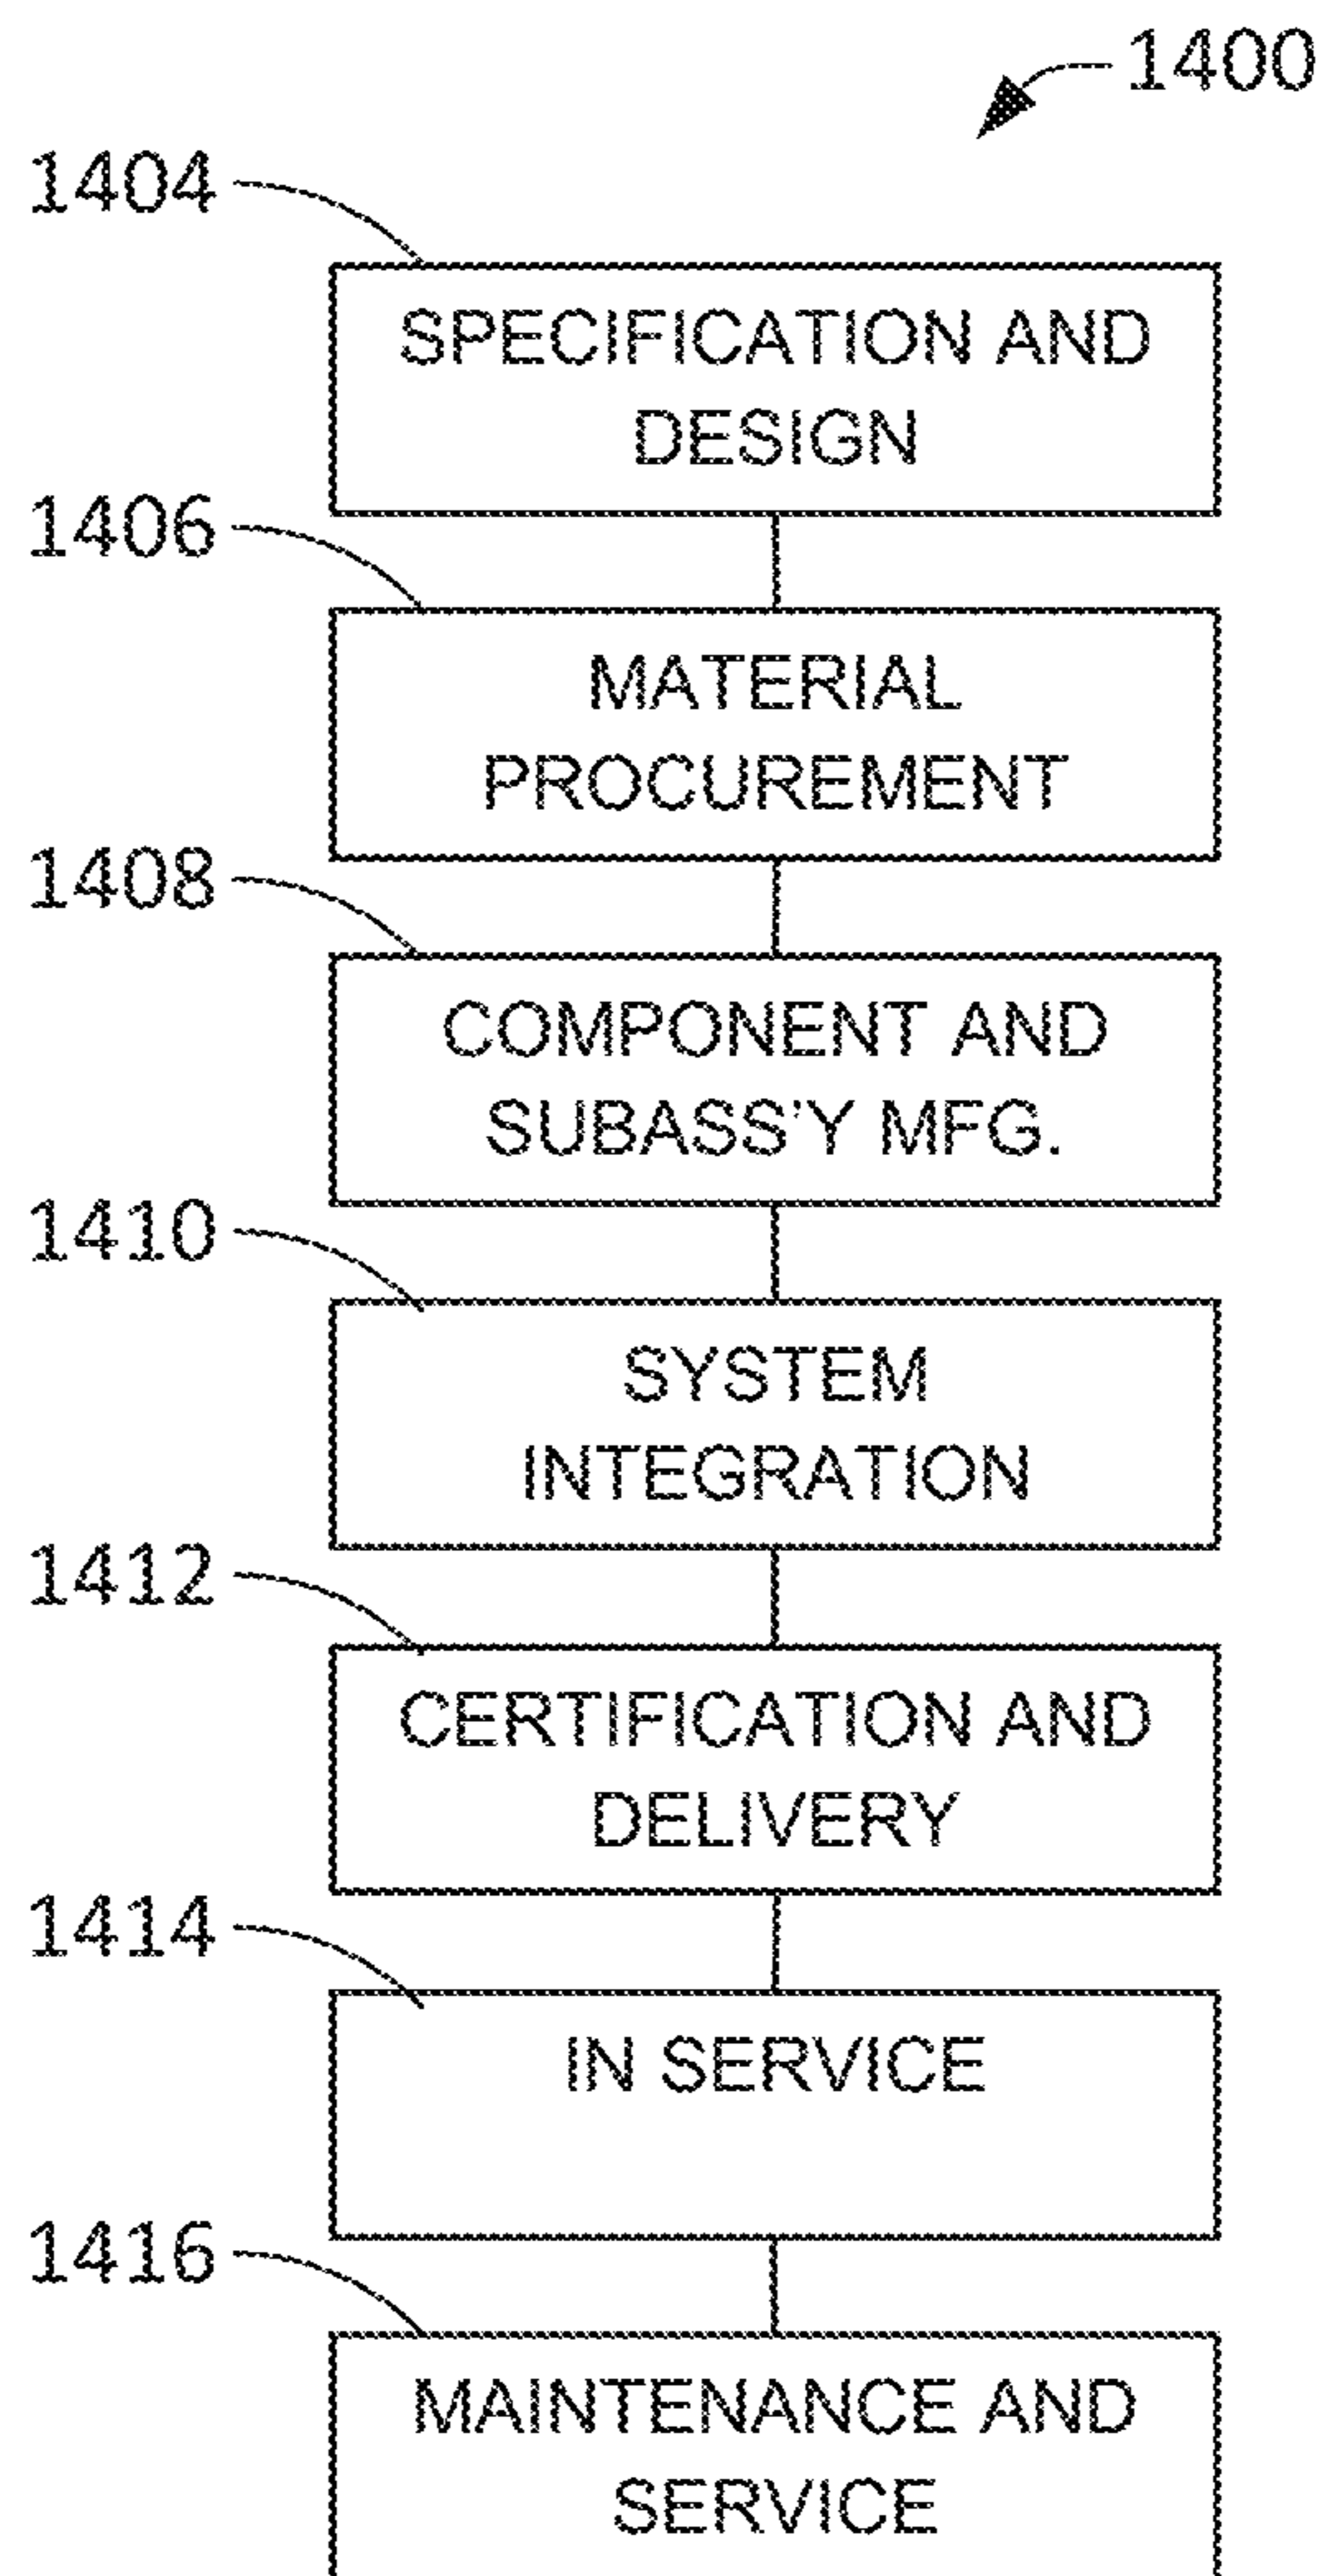 1400
1404
SPECIFICATION AND
DESIGN
1406
MATERIAL
PROCUREMENT
1408
COMPONENT AND
SUBASS'Y MFG.
1410
SYSTEM
INTEGRATION
1412
CERTIFICATION AND
DELIVERY
1414
IN SERVICE
1416
MAINTENANCE AND
SERVICE